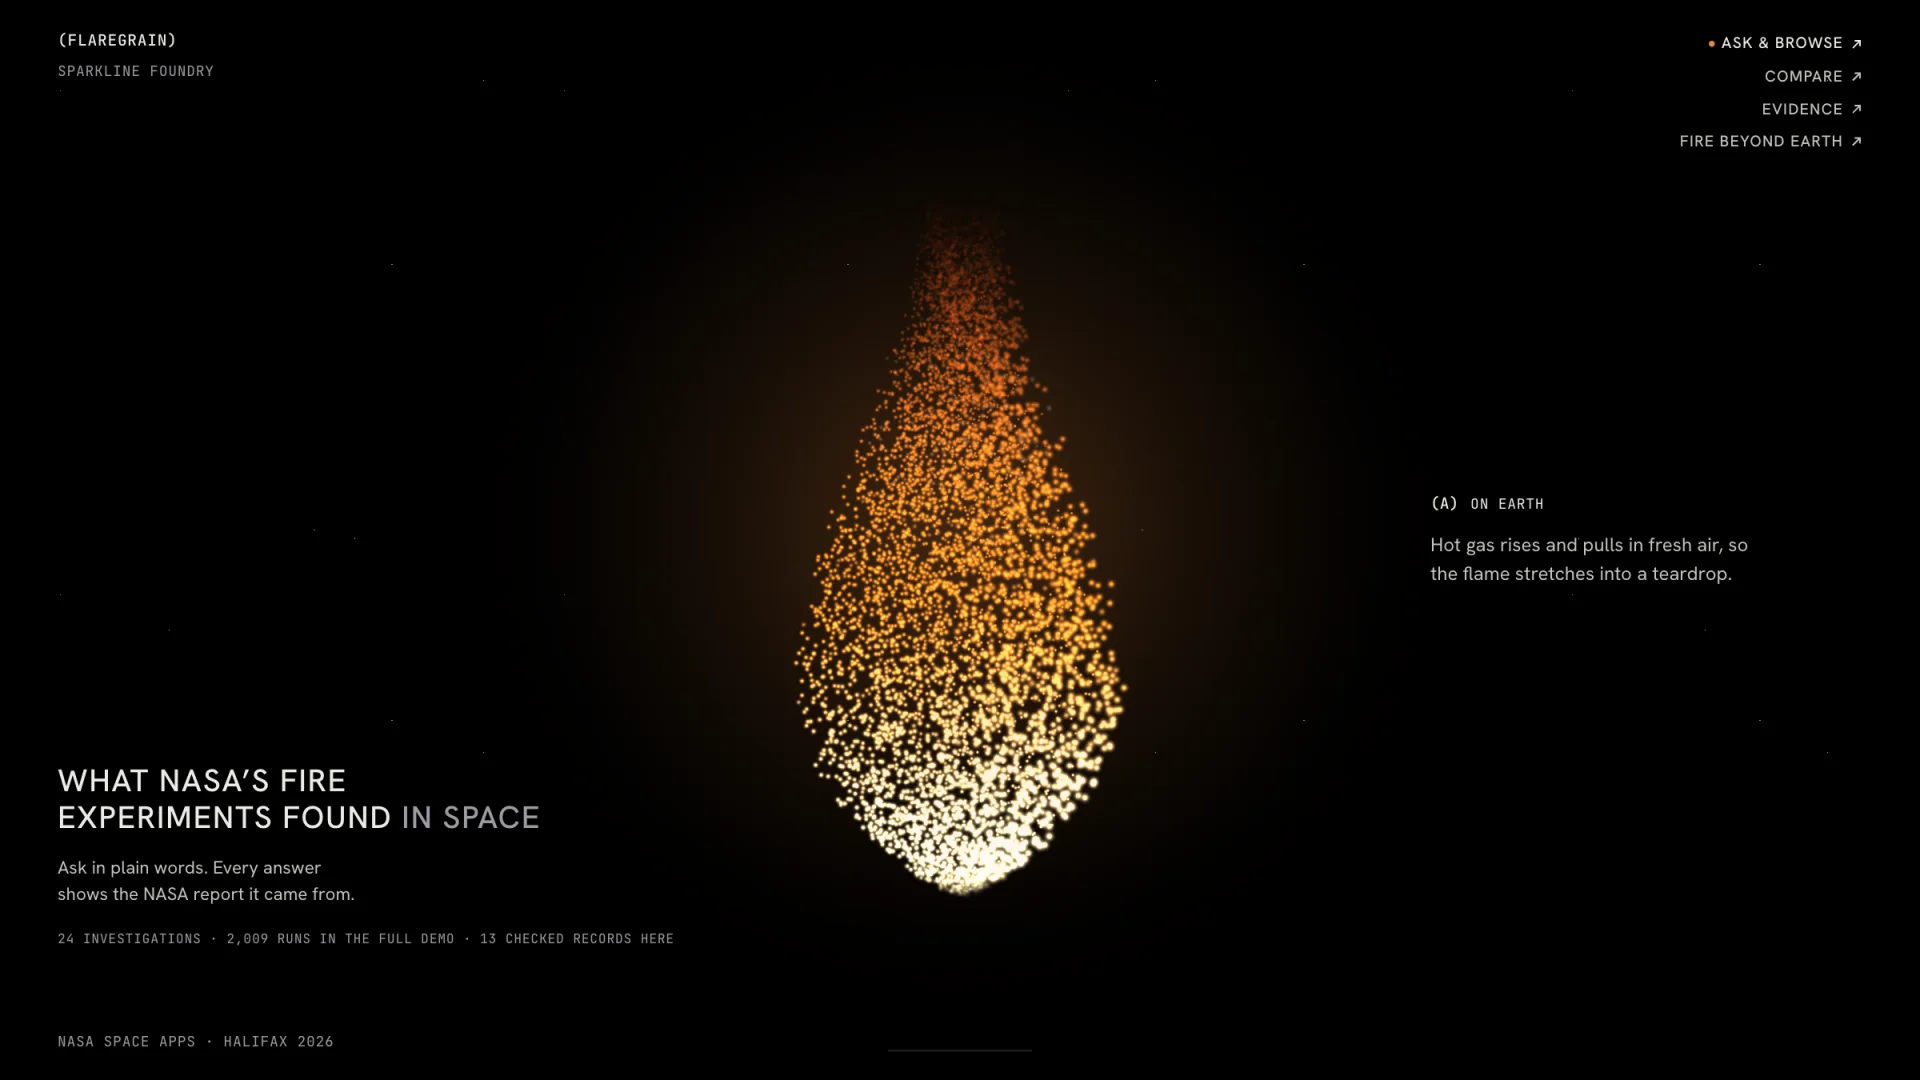 (FLAREGRAIN)
SPARKLINE FOUNDRY
ASK & BROWSE ↗
COMPARE ↗
EVIDENCE ↗
FIRE BEYOND EARTH ↗
(A) ON EARTH
Hot gas rises and pulls in fresh air, so
the flame stretches into a teardrop.
WHAT NASA’S FIRE
EXPERIMENTS FOUND IN SPACE
Ask in plain words. Every answer
shows the NASA report it came from.
24 INVESTIGATIONS · 2,009 RUNS IN THE FULL DEMO · 13 CHECKED RECORDS HERE
NASA SPACE APPS · HALIFAX 2026